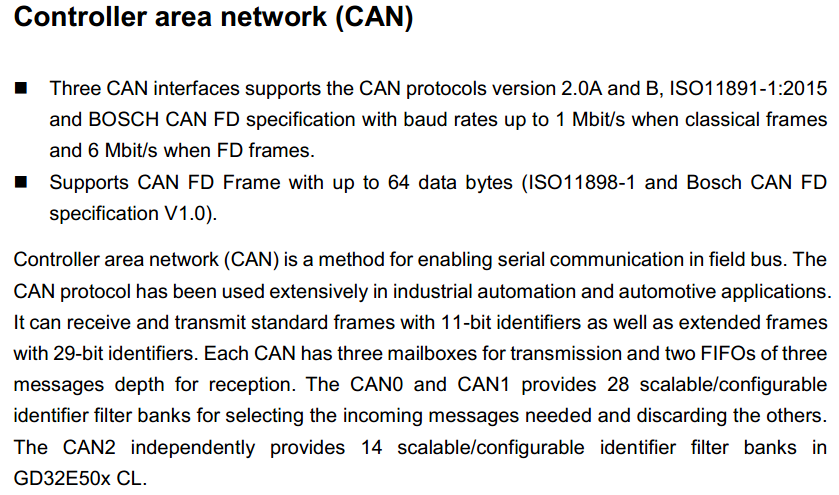 Controller area network (CAN)
■ Three CAN interfaces supports the CAN protocols version 2.0A and B, ISO11891-1:2015
and BOSCH CAN FD specification with baud rates up to 1 Mbit/s when classical frames
and 6 Mbit/s when FD frames.
■ Supports CAN FD Frame with up to 64 data bytes (ISO11898-1 and Bosch CAN FD
specification V1.0).
Controller area network (CAN) is a method for enabling serial communication in field bus. The
CAN protocol has been used extensively in industrial automation and automotive applications.
It can receive and transmit standard frames with 11-bit identifiers as well as extended frames
with 29-bit identifiers. Each CAN has three mailboxes for transmission and two FIFOs of three
messages depth for reception. The CAN0 and CAN1 provides 28 scalable/configurable
identifier filter banks for selecting the incoming messages needed and discarding the others.
The CAN2 independently provides 14 scalable/configurable identifier filter banks in
GD32E50x CL.